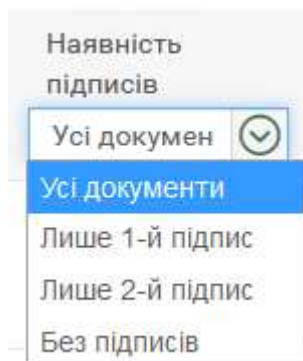 Наявність
підписів
Усі докумен
Усі документи
Лише 1-й підпис
Лише 2-й підпис
Без підписів